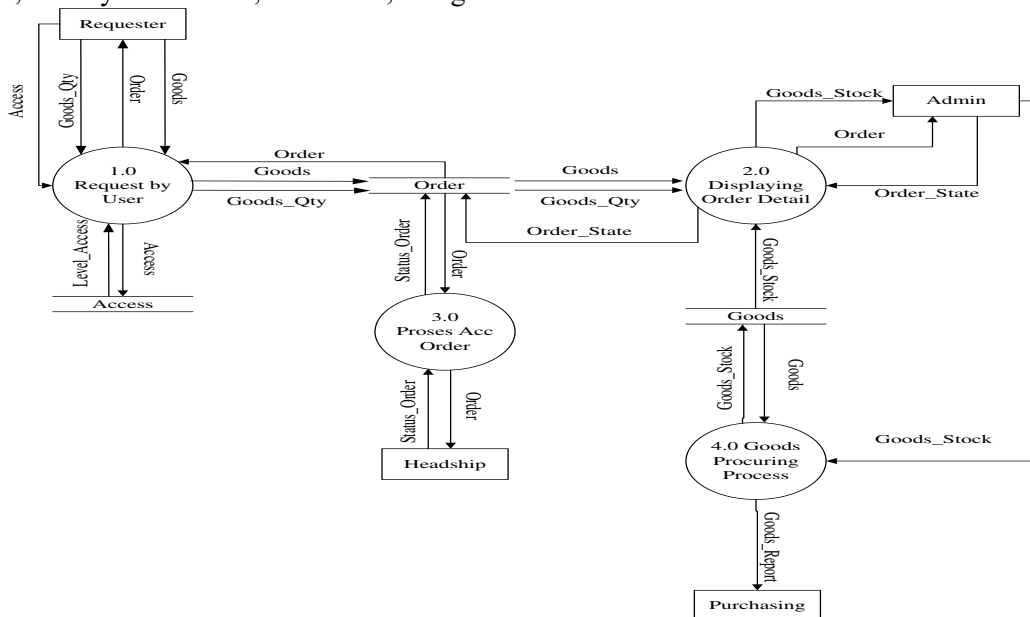 Requester
Access
Goods_Qty
Order
Goods
1.0
Request by
User
Level_Access
Access
Access
Order
Goods
Goods_Qty
Order
Status_Order
Order
3.0
Proses Acc
Order
Status_Order
Order
Headship
Goods
Goods_Qty
Order_State
Goods_Stock
Admin
Order
2.0
Displaying
Order Detail
Order_State
Goods_Stock
Goods
Goods_Stock
Goods
4.0 Goods
Procuring
Process
Goods_Stock
Goods_Report
Purchasing